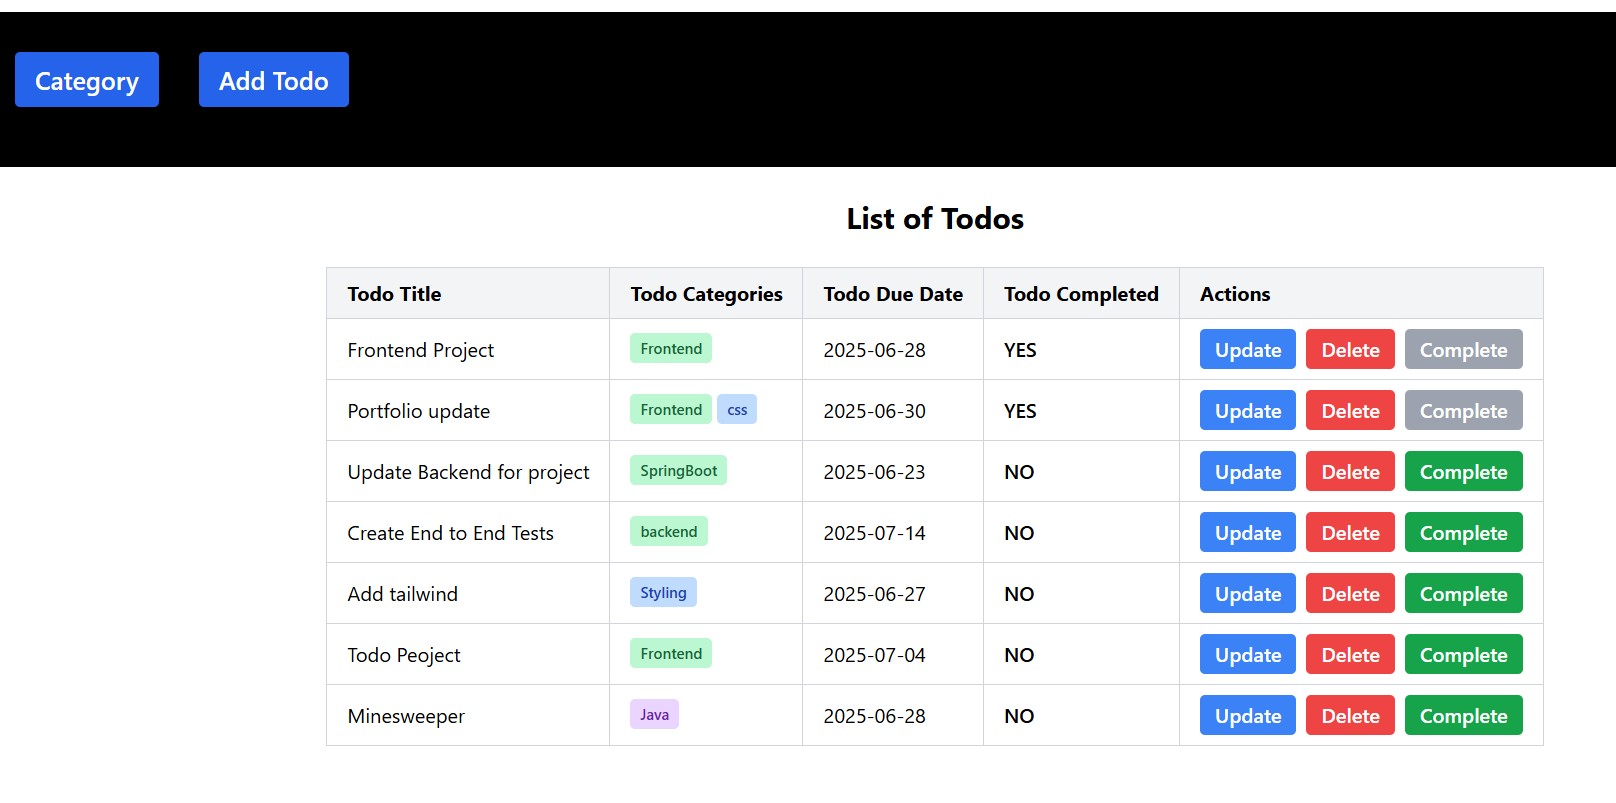 Category Add Todo
List of Todos
Todo Title Todo Categories Todo Due Date Todo Completed Actions
Frontend Project Frontend 2025-06-28 YES Update Delete Complete
Portfolio update Frontend css 2025-06-30 YES Update Delete Complete
Update Backend for project SpringBoot 2025-06-23 NO Update Delete Complete
Create End to End Tests backend 2025-07-14 NO Update Delete Complete
Add tailwind Styling 2025-06-27 NO Update Delete Complete
Todo Peoject Frontend 2025-07-04 NO Update Delete Complete
Minesweeper Java 2025-06-28 NO Update Delete Complete